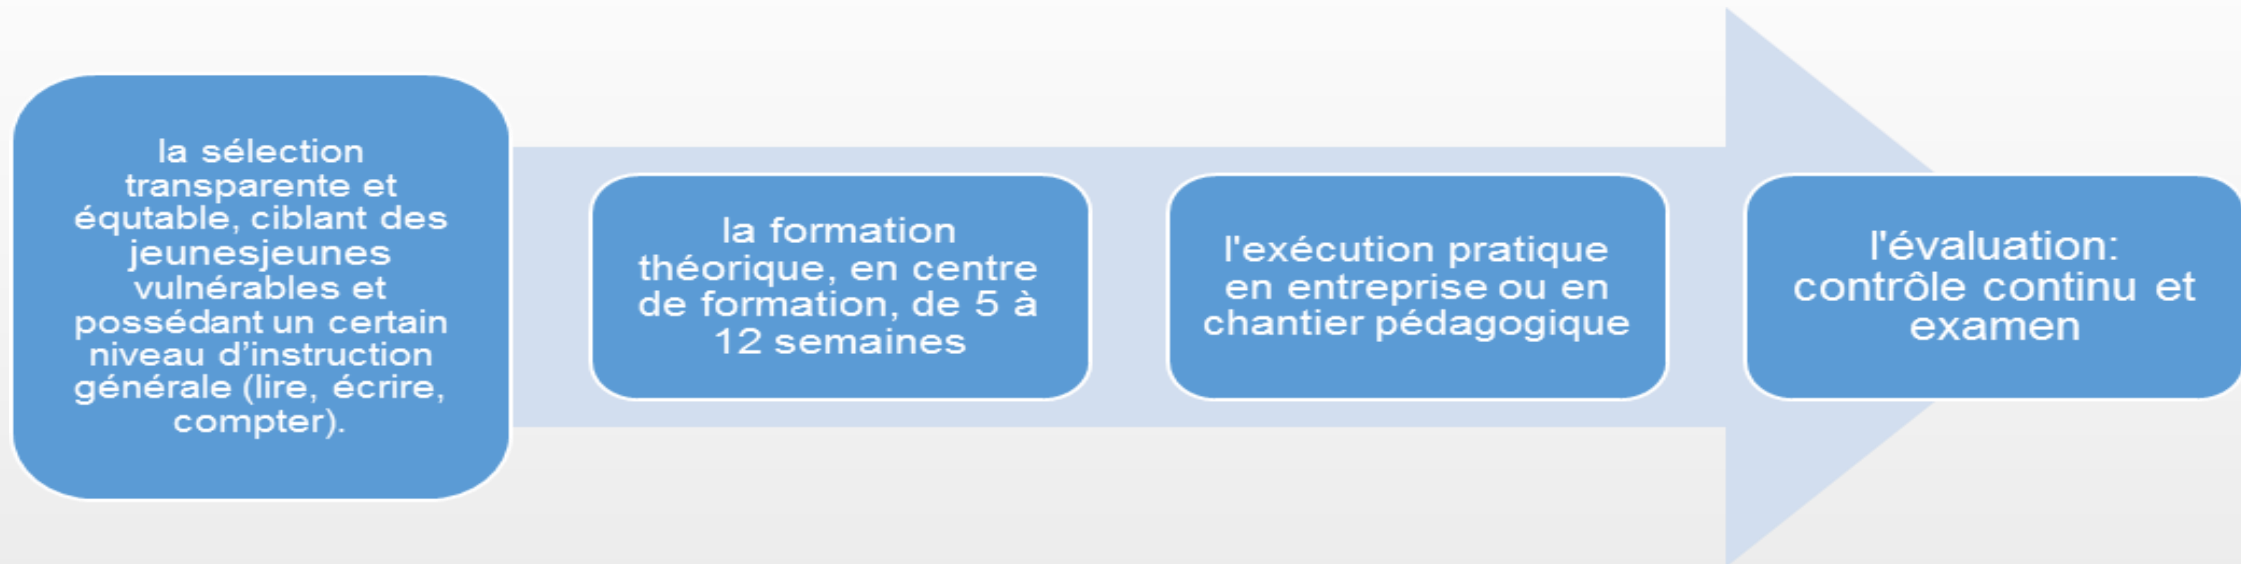 la sélection
transparente et
équtable, ciblant des
jeunesjeunes
vulnérables et
possédant un certain
niveau d’instruction
générale (lire, écrire,
compter).
la formation
théorique, en centre
de formation, de 5 à
12 semaines
l'exécution pratique
en entreprise ou en
chantier pédagogique
l'évaluation:
contrôle continu et
examen